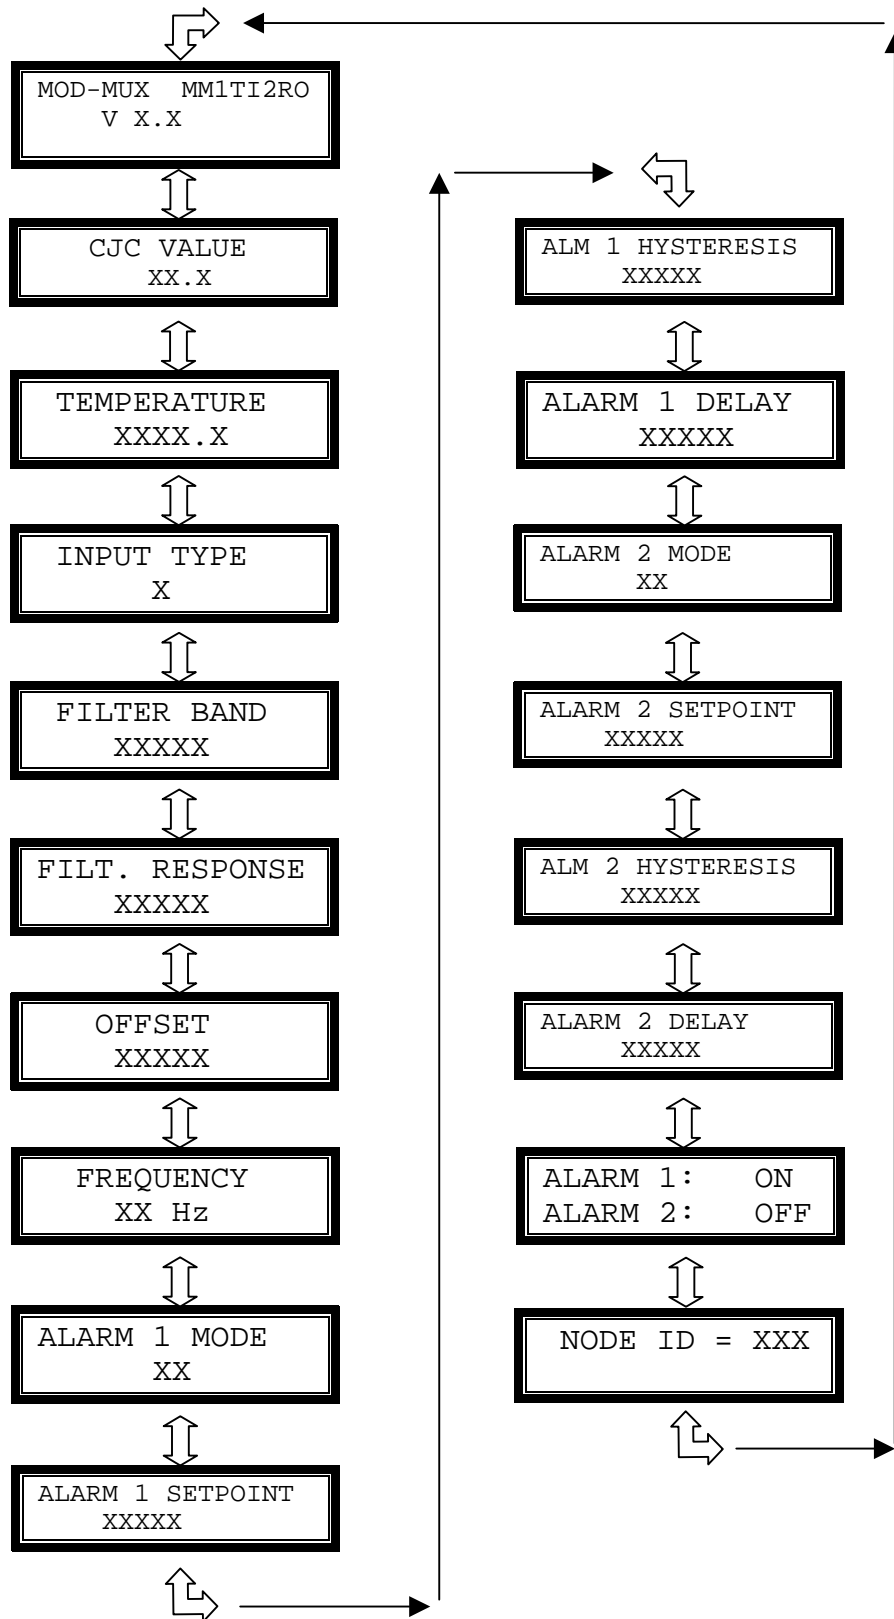 MOD-MUX MM1TI2RO
V X.X
CJC VALUE
XX.X
TEMPERATURE
XXXX.X
INPUT TYPE
X
FILTER BAND
XXXXX
FILT. RESPONSE
XXXXX
OFFSET
XXXXX
FREQUENCY
XX Hz
ALARM 1 MODE
XX
ALARM 1 SETPOINT
XXXXX
ALM 1 HYSTERESIS
XXXXX
ALARM 1 DELAY
XXXXX
ALARM 2 MODE
XX
ALARM 2 SETPOINT
XXXXX
ALM 2 HYSTERESIS
XXXXX
ALARM 2 DELAY
XXXXX
ALARM 1: ON
ALARM 2: OFF
NODE ID = XXX